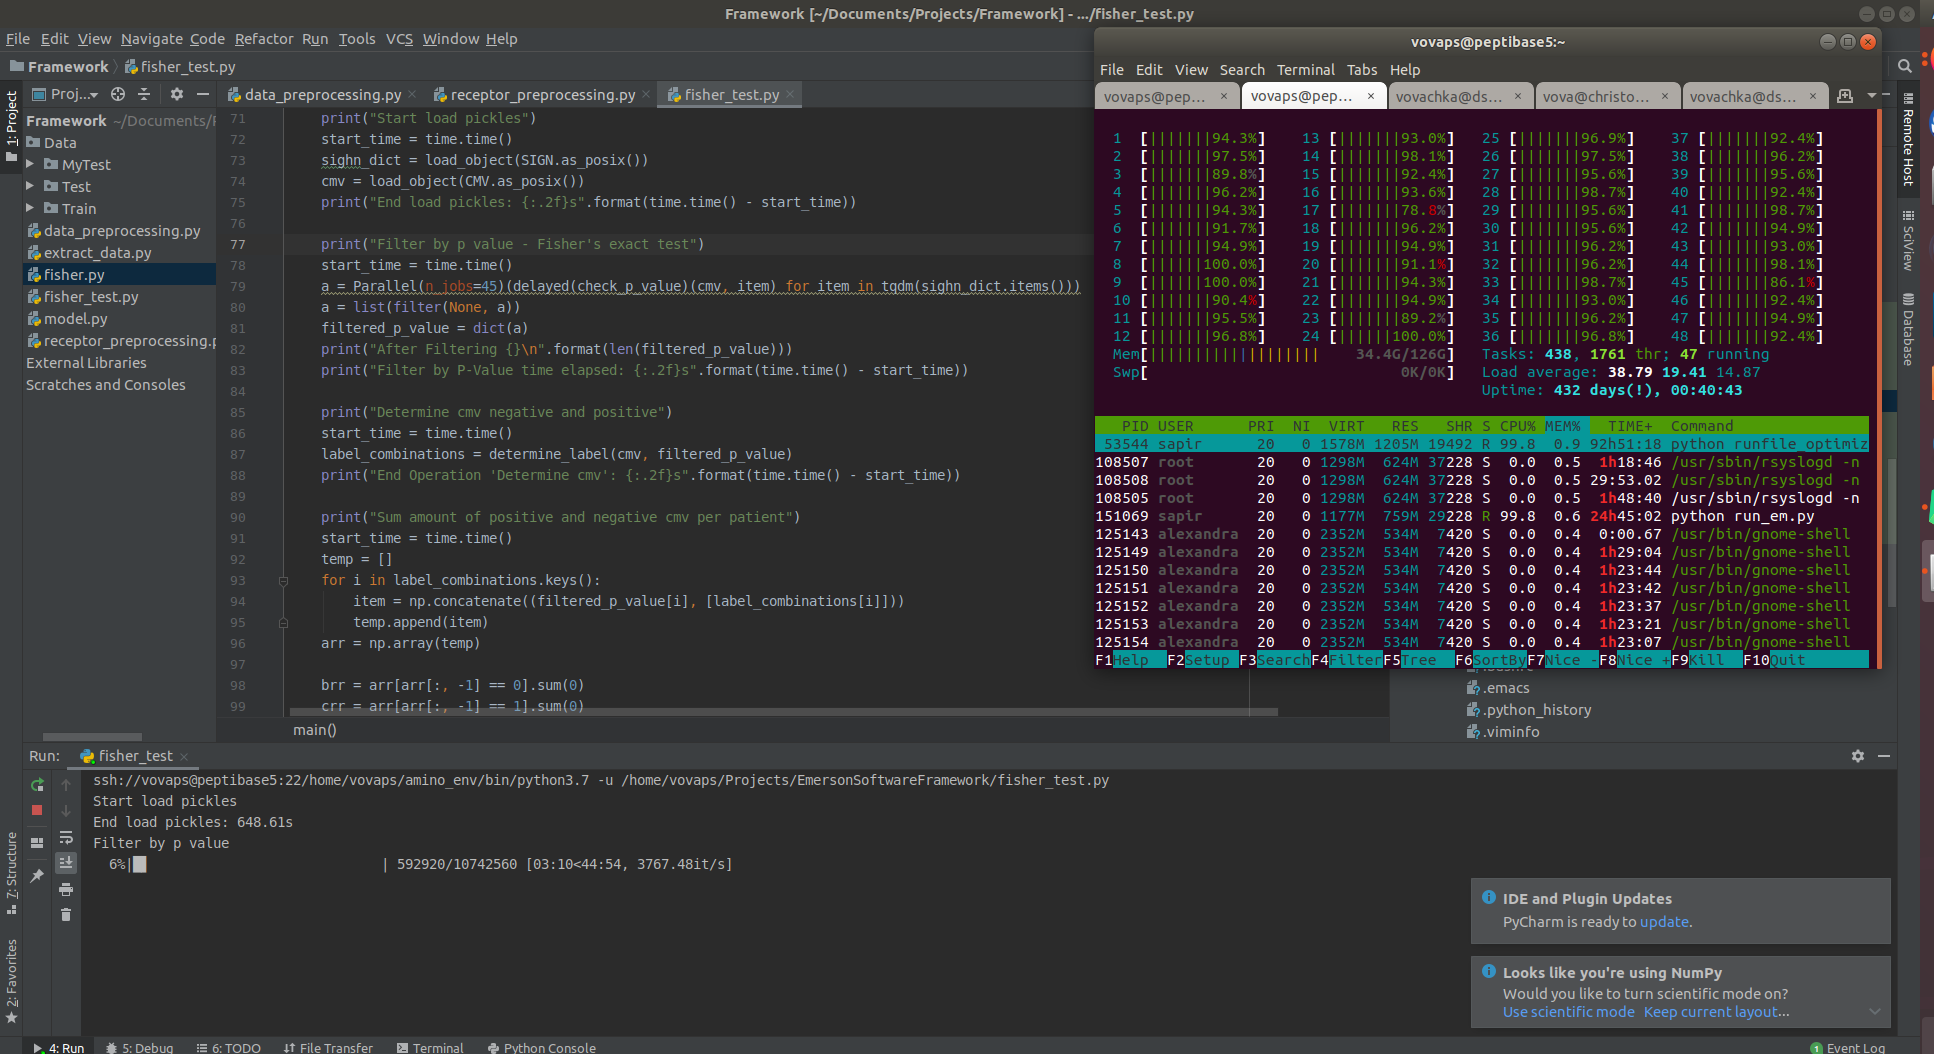 Framework [~/Documents/Projects/Framework] - .../fisher_test.py
File Edit View Navigate Code Refactor Run Tools VCS Window Help
Framework fisher_test.py
1: Project
Proj...
Framework ~/Documents/
Data
MyTest
Test
Train
data_preprocessing.py
extract_data.py
fisher.py
fisher_test.py
model.py
receptor_preprocessing.
External Libraries
Scratches and Consoles
data_preprocessing.py receptor_preprocessing.py fisher_test.py
71 print("Start load pickles")
72 start_time = time.time()
73 sighn_dict = load_object(SIGN.as_posix())
74 cmv = load_object(CMV.as_posix())
75 print("End load pickles: {:.2f}s".format(time.time() - start_time))
76
77 print("Filter by p value - Fisher's exact test")
78 start_time = time.time()
79 a = Parallel(n_jobs=45)(delayed(check_p_value)(cmv, item) for item in tqdm(sighn_dict.items()))
80 a = list(filter(None, a))
81 filtered_p_value = dict(a)
82 print("After Filtering {}\n".format(len(filtered_p_value)))
83 print("Filter by P-Value time elapsed: {:.2f}s".format(time.time() - start_time))
84
85 print("Determine cmv negative and positive")
86 start_time = time.time()
87 label_combinations = determine_label(cmv, filtered_p_value)
88 print("End Operation 'Determine cmv': {:.2f}s".format(time.time() - start_time))
89
90 print("Sum amount of positive and negative cmv per patient")
91 start_time = time.time()
92 temp = []
93 for i in label_combinations.keys():
94 item = np.concatenate((filtered_p_value[i], [label_combinations[i]]))
95 temp.append(item)
96 arr = np.array(temp)
97
98 brr = arr[arr[:, -1] == 0].sum(0)
99 crr = arr[arr[:, -1] == 1].sum(0)
main()
vovaps@peptibase5:~
File Edit View Search Terminal Tabs Help
vovaps@pep... × vovaps@pep... × vovachka@ds... × vova@christo... × vovachka@ds... ×
1 [|||||||94.3%] 13 [|||||||93.0%] 25 [|||||||96.9%] 37 [|||||||92.4%]
2 [|||||||97.5%] 14 [|||||||98.1%] 26 [|||||||97.5%] 38 [|||||||96.2%]
3 [|||||||89.8%] 15 [|||||||92.4%] 27 [|||||||95.6%] 39 [|||||||95.6%]
4 [|||||||96.2%] 16 [|||||||93.6%] 28 [|||||||98.7%] 40 [|||||||92.4%]
5 [|||||||94.3%] 17 [|||||||78.8%] 29 [|||||||95.6%] 41 [|||||||98.7%]
6 [|||||||91.7%] 18 [|||||||96.2%] 30 [|||||||95.6%] 42 [|||||||94.9%]
7 [|||||||94.9%] 19 [|||||||94.9%] 31 [|||||||96.2%] 43 [|||||||93.0%]
8 [||||||100.0%] 20 [|||||||91.1%] 32 [|||||||96.2%] 44 [|||||||98.1%]
9 [||||||100.0%] 21 [|||||||94.3%] 33 [|||||||98.7%] 45 [|||||||86.1%]
10 [|||||||90.4%] 22 [|||||||94.9%] 34 [|||||||93.0%] 46 [|||||||92.4%]
11 [|||||||95.5%] 23 [|||||||89.2%] 35 [|||||||96.2%] 47 [|||||||94.9%]
12 [|||||||96.8%] 24 [||||||100.0%] 36 [|||||||96.8%] 48 [|||||||92.4%]
Mem[||||||||||||||||||| 34.4G/126G] Tasks: 438, 1761 thr; 47 running
Swp[ 0K/0K] Load average: 38.79 19.41 14.87
Uptime: 432 days(!), 00:40:43
PID USER PRI NI VIRT RES SHR S CPU% MEM% TIME+ Command
53544 sapir 20 0 1578M 1205M 19492 R 99.8 0.9 92h51:18 python runfile_optimiz
108507 root 20 0 1298M 624M 37228 S 0.0 0.5 1h18:46 /usr/sbin/rsyslogd -n
108508 root 20 0 1298M 624M 37228 S 0.0 0.5 29:53.02 /usr/sbin/rsyslogd -n
108505 root 20 0 1298M 624M 37228 S 0.0 0.5 1h48:40 /usr/sbin/rsyslogd -n
151069 sapir 20 0 1177M 759M 29228 R 99.8 0.6 24h45:02 python run_em.py
125143 alexandra 20 0 2352M 534M 7420 S 0.0 0.4 0:00.67 /usr/bin/gnome-shell
125149 alexandra 20 0 2352M 534M 7420 S 0.0 0.4 1h29:04 /usr/bin/gnome-shell
125150 alexandra 20 0 2352M 534M 7420 S 0.0 0.4 1h23:44 /usr/bin/gnome-shell
125151 alexandra 20 0 2352M 534M 7420 S 0.0 0.4 1h23:42 /usr/bin/gnome-shell
125152 alexandra 20 0 2352M 534M 7420 S 0.0 0.4 1h23:37 /usr/bin/gnome-shell
125153 alexandra 20 0 2352M 534M 7420 S 0.0 0.4 1h23:21 /usr/bin/gnome-shell
125154 alexandra 20 0 2352M 534M 7420 S 0.0 0.4 1h23:07 /usr/bin/gnome-shell
F1Help F2Setup F3SearchF4FilterF5Tree F6SortByF7Nice -F8Nice +F9Kill F10Quit
.emacs
.python_history
.viminfo
Remote Host
SciView
Database
Run: fisher_test
ssh://vovaps@peptibase5:22/home/vovaps/amino_env/bin/python3.7 -u /home/vovaps/Projects/EmersonSoftwareFramework/fisher_test.py
Start load pickles
End load pickles: 648.61s
Filter by p value
6%| | 592920/10742560 [03:10<44:54, 3767.48it/s]
7: Structure
2: Favorites
IDE and Plugin Updates
PyCharm is ready to update.
Looks like you're using NumPy
Would you like to turn scientific mode on?
Use scientific mode Keep current layout...
4: Run 5: Debug 6: TODO File Transfer Terminal Python Console 1 Event Log